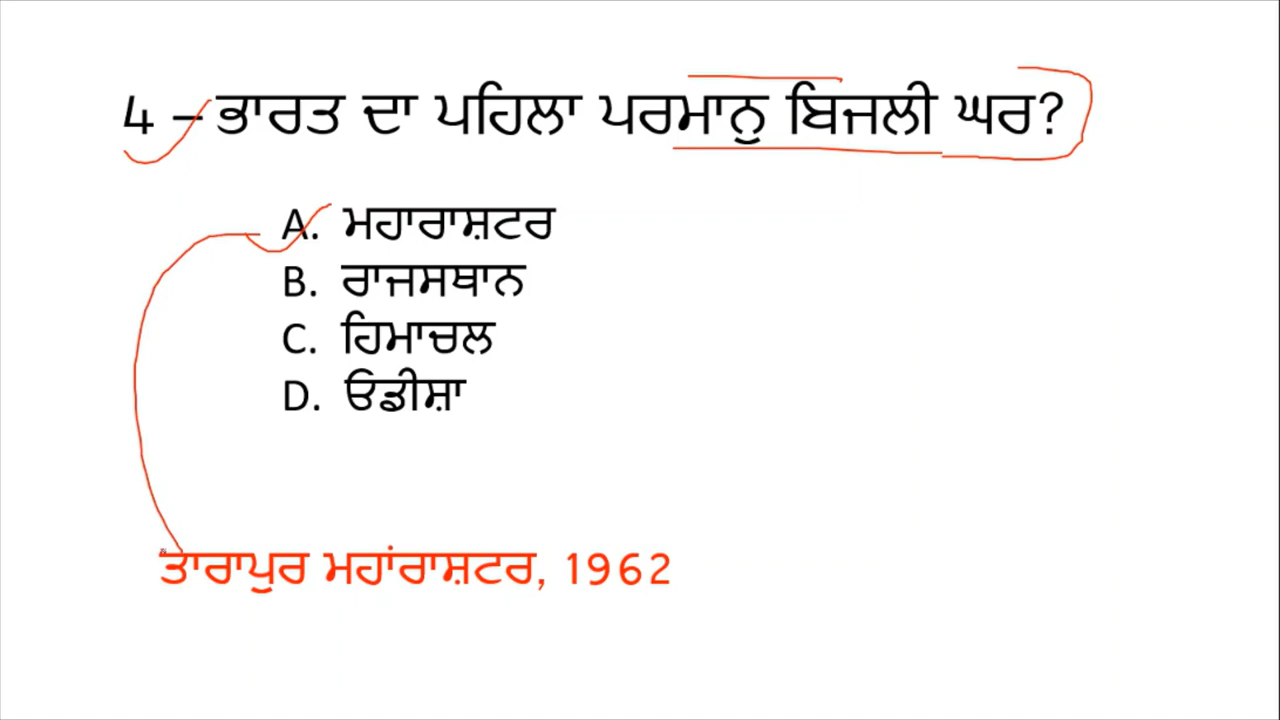 4 – ਭਾਰਤ ਦਾ ਪਹਿਲਾ ਪਰਮਾਨੁ ਬਿਜਲੀ ਘਰ?
A. ਮਹਾਰਾਸ਼ਟਰ
B. ਰਾਜਸਥਾਨ
C. ਹਿਮਾਚਲ
D. ਓਡੀਸ਼ਾ
ਤਾਰਾਪੁਰ ਮਹਾਂਰਾਸ਼ਟਰ, 1962